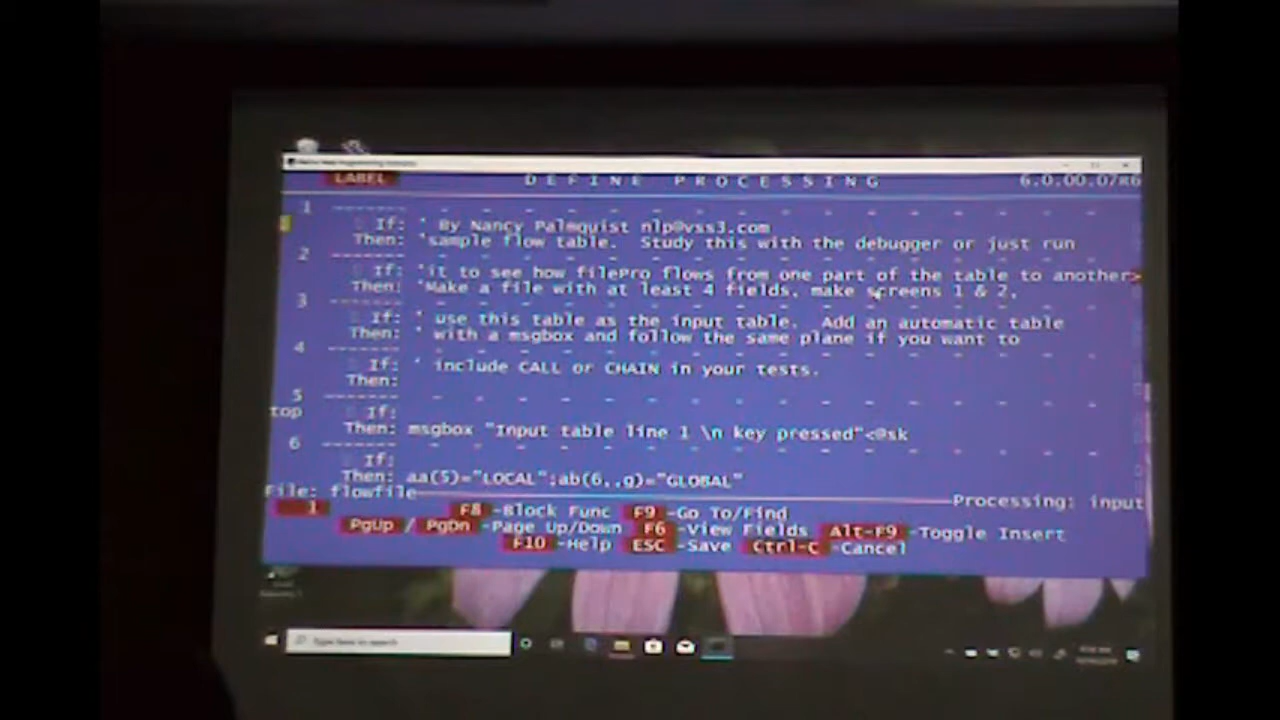 LABEL DEFINE PROCESSING 6.0.00.07R6
1 -------
If: ' By Nancy Palmquist nlp@vss3.com
Then: 'sample flow table. Study this with the debugger or just run
2 -------
If: 'it to see how filePro flows from one part of the table to another>
Then: 'Make a file with at least 4 fields, make screens 1 & 2,
3 -------
If: ' use this table as the input table. Add an automatic table
Then: ' with a msgbox and follow the same plane if you want to
4 -------
If: ' include CALL or CHAIN in your tests.
Then:
5 -------
top If:
Then: msgbox "Input table line 1 \n key pressed"<@sk
6 -------
If:
Then: aa(5)="LOCAL";ab(6,,g)="GLOBAL"
File: flowfile Processing: input
1 F8 -Block Func F9 -Go To/Find
PgUp / PgDn -Page Up/Down F6 -View Fields Alt-F9 -Toggle Insert
F10 -Help ESC -Save Ctrl-C -Cancel
Type here to search